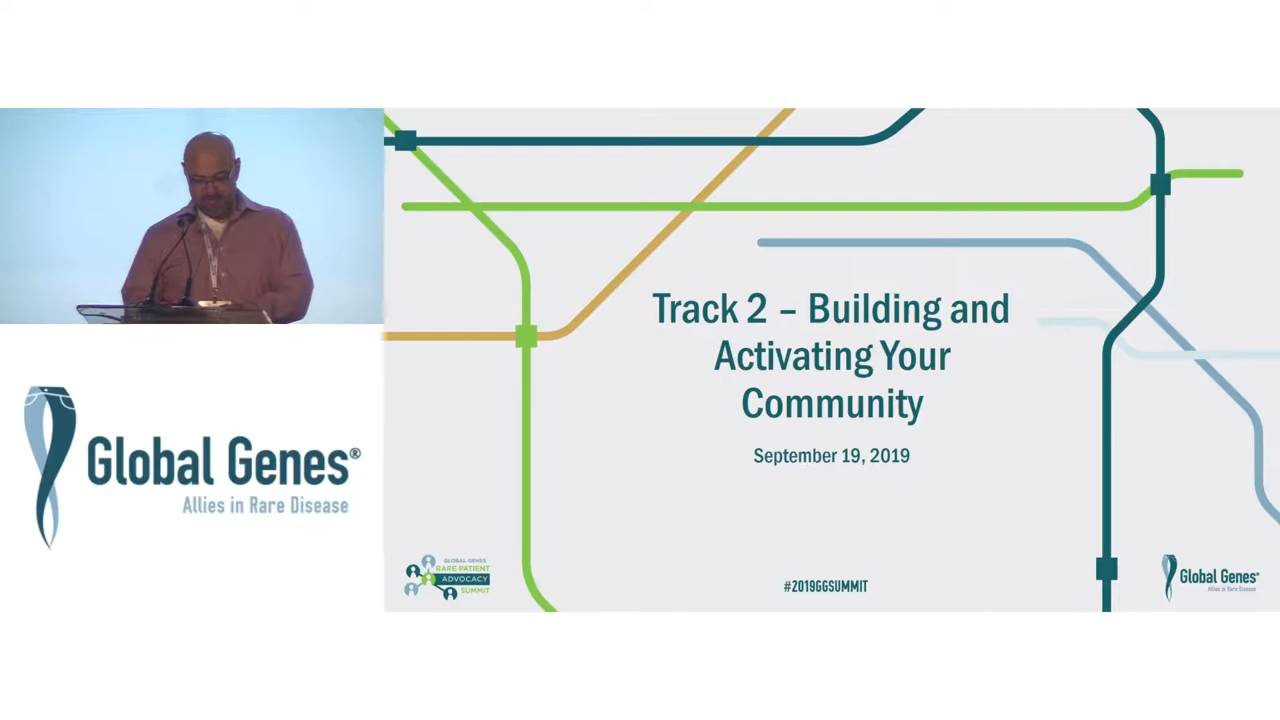 Global Genes®
Allies in Rare Disease
Track 2 – Building and
Activating Your
Community
September 19, 2019
GLOBAL GENES
RARE PATIENT
ADVOCACY
SUMMIT
#2019GGSUMMIT
Global Genes®
Allies in Rare Disease